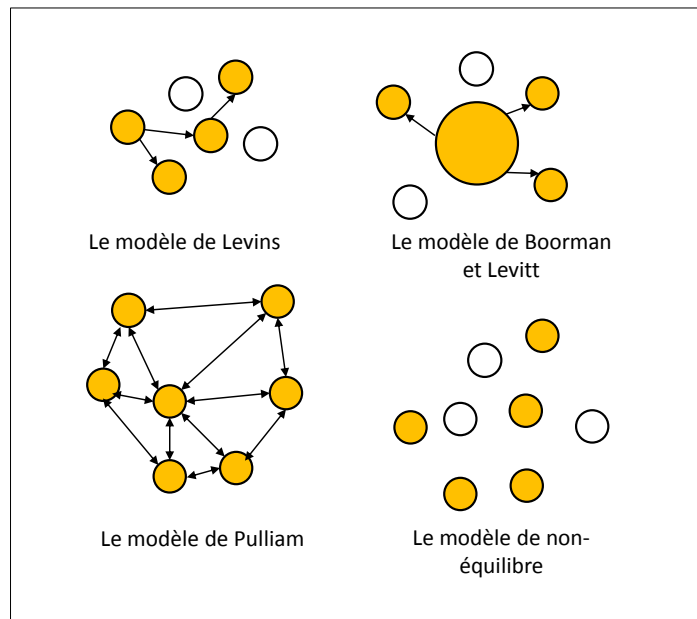 Le modèle de Levins
Le modèle de Boorman
et Levitt
Le modèle de Pulliam
Le modèle de non-
équilibre